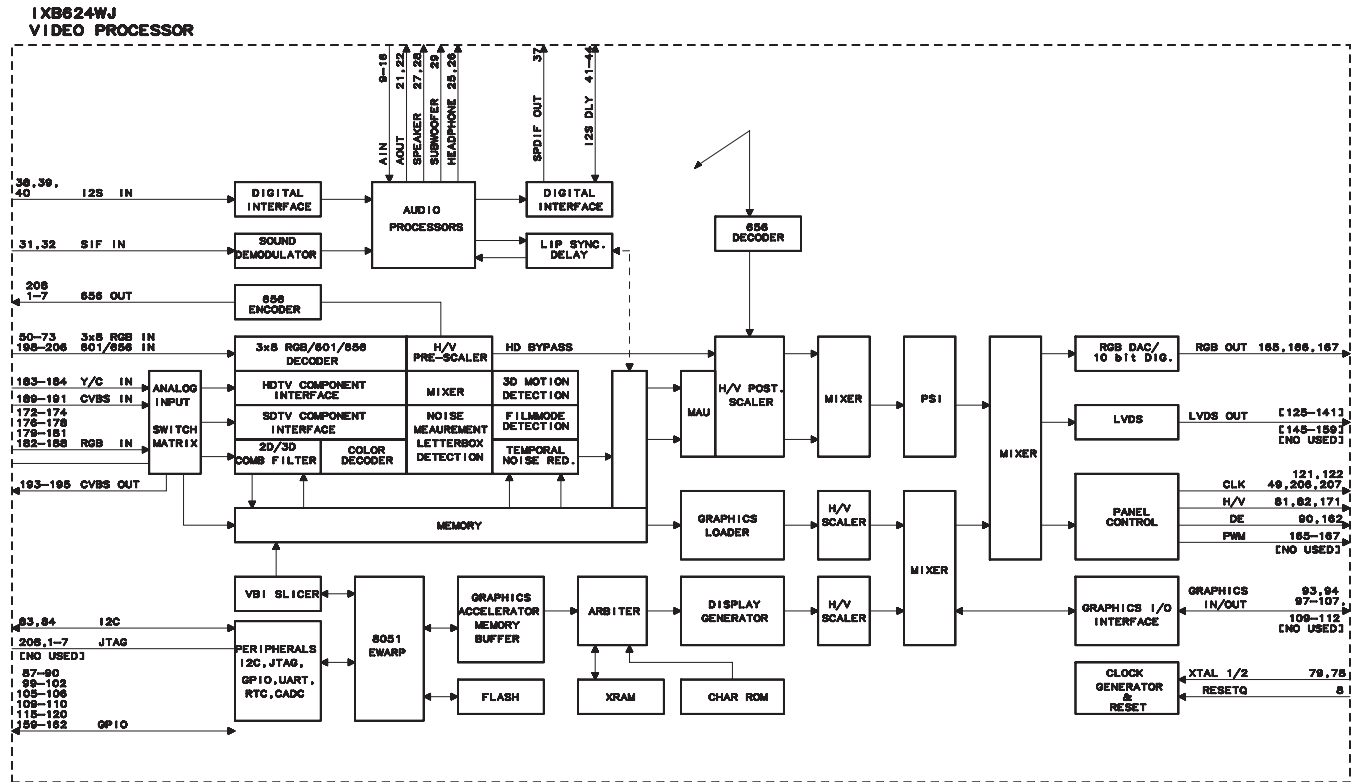 IXB624WJ
VIDEO PROCESSOR
AIN 9-16
AOUT 21,22
SPEAKER 27,28
SUBWOOFER 29
HEADPHONE 25,26
SPDIF OUT 37
I2S DLY
38,39,
40 I2S IN
DIGITAL
INTERFACE
AUDIO
PROCESSORS
DIGITAL
INTERFACE
31,32 SIF IN
SOUND
DEMODULATOR
LIP SYNC.
DELAY
656
DECODER
208
1-7 656 OUT
656
ENCODER
50-73 3x8 RGB IN
198-206 601/656 IN
3x8 RGB/601/656
DECODER
H/V
PRE-SCALER
HD BYPASS
183-184 Y/C IN
189-191 CVBS IN
172-174
176-178
179-181
182-188 RGB IN
193-195 CVBS OUT
ANALOG
INPUT
SWITCH
MATRIX
HDTV COMPONENT
INTERFACE
MIXER
3D MOTION
DETECTION
SDTV COMPONENT
INTERFACE
NOISE
MEAUREMENT
LETTERBOX
DETECTION
FILMMODE
DETECTION
2D/3D
COMB FILTER
COLOR
DECODER
TEMPORAL
NOISE RED.
MEMORY
MAU
H/V POST.
SCALER
MIXER
PSI
MIXER
RGB DAC/
10 bit DIG.
RGB OUT 165,166,167
LVDS
LVDS OUT [125-141]
[145-159]
[NO USED]
GRAPHICS
LOADER
H/V
SCALER
MIXER
PANEL
CONTROL
121,122
CLK 49,206,207
H/V 81,82,171
DE 90,162
PWM 165-167
[NO USED]
VBI SLICER
8051
EWARP
GRAPHICS
ACCELERATOR
MEMORY
BUFFER
ARBITER
DISPLAY
GENERATOR
H/V
SCALER
GRAPHICS I/O
INTERFACE
GRAPHICS 93,94
IN/OUT 97-107,
109-112
[NO USED]
83,84 I2C
208,1-7 JTAG
[NO USED]
87-90
99-102
105-106
109-110
115-120
159-162 GPIO
PERIPHERALS
I2C,JTAG,
GPIO,UART,
RTC,CADC
FLASH
XRAM
CHAR ROM
CLOCK
GENERATOR
&
RESET
XTAL 1/2 79,78
RESETQ 8